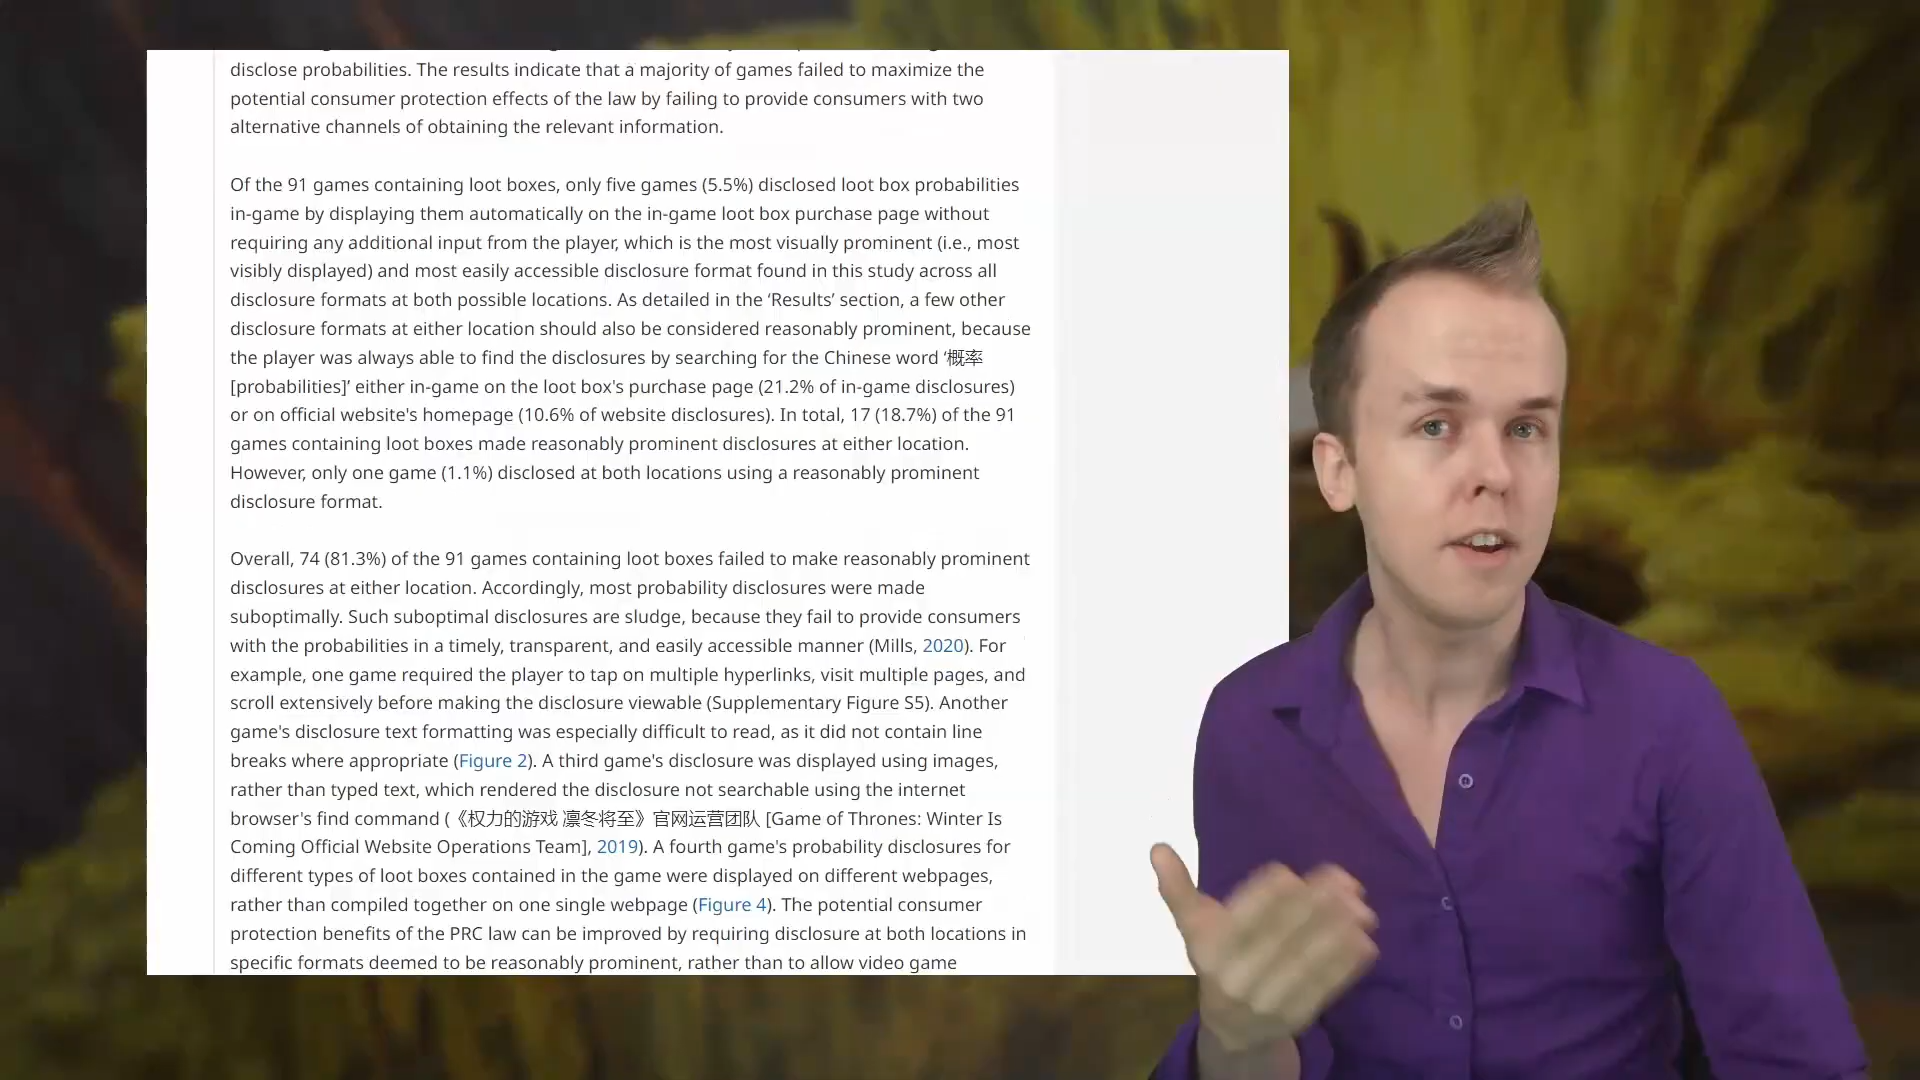 disclose probabilities. The results indicate that a majority of games failed to maximize the
potential consumer protection effects of the law by failing to provide consumers with two
alternative channels of obtaining the relevant information.
Of the 91 games containing loot boxes, only five games (5.5%) disclosed loot box probabilities
in-game by displaying them automatically on the in-game loot box purchase page without
requiring any additional input from the player, which is the most visually prominent (i.e., most
visibly displayed) and most easily accessible disclosure format found in this study across all
disclosure formats at both possible locations. As detailed in the ‘Results’ section, a few other
disclosure formats at either location should also be considered reasonably prominent, because
the player was always able to find the disclosures by searching for the Chinese word ‘概率
[probabilities]’ either in-game on the loot box's purchase page (21.2% of in-game disclosures)
or on official website's homepage (10.6% of website disclosures). In total, 17 (18.7%) of the 91
games containing loot boxes made reasonably prominent disclosures at either location.
However, only one game (1.1%) disclosed at both locations using a reasonably prominent
disclosure format.
Overall, 74 (81.3%) of the 91 games containing loot boxes failed to make reasonably prominent
disclosures at either location. Accordingly, most probability disclosures were made
suboptimally. Such suboptimal disclosures are sludge, because they fail to provide consumers
with the probabilities in a timely, transparent, and easily accessible manner (Mills, 2020). For
example, one game required the player to tap on multiple hyperlinks, visit multiple pages, and
scroll extensively before making the disclosure viewable (Supplementary Figure S5). Another
game's disclosure text formatting was especially difficult to read, as it did not contain line
breaks where appropriate (Figure 2). A third game's disclosure was displayed using images,
rather than typed text, which rendered the disclosure not searchable using the internet
browser's find command (《权力的游戏 凛冬将至》官网运营团队 [Game of Thrones: Winter Is
Coming Official Website Operations Team], 2019). A fourth game's probability disclosures for
different types of loot boxes contained in the game were displayed on different webpages,
rather than compiled together on one single webpage (Figure 4). The potential consumer
protection benefits of the PRC law can be improved by requiring disclosure at both locations in
specific formats deemed to be reasonably prominent, rather than to allow video game